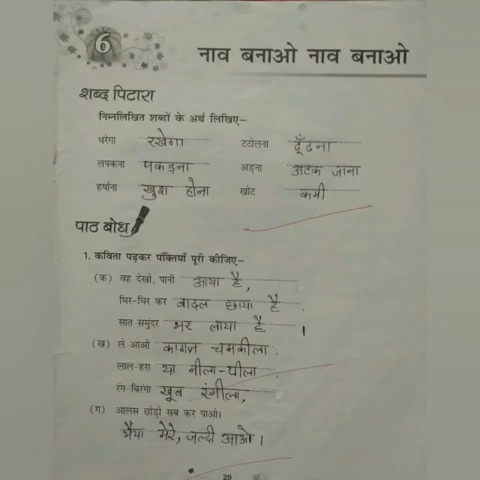 6
नाव बनाओ नाव बनाओ
शब्द पिटारा
निम्नलिखित शब्दों के अर्थ लिखिए–
धरेगा रखेगा टटोलना ढूँढना
लपकना पकड़ना अड़ना अटक जाना
हर्षाना खुश होना खोट कमी
पाठ बोध
1. कविता पढ़कर पंक्तियाँ पूरी कीजिए–
(क) वह देखो, पानी आया है,
घिर-घिर कर बादल छाया है
सात समुंदर भर लाया है ।
(ख) ले आओ कागज चमकीला
लाल-हरा या नीला-पीला
रंग-बिरंगा खूब रंगीला,
(ग) आलस छोड़ो सब कर पाओ।
भैया मेरे, जल्दी आओ।
29